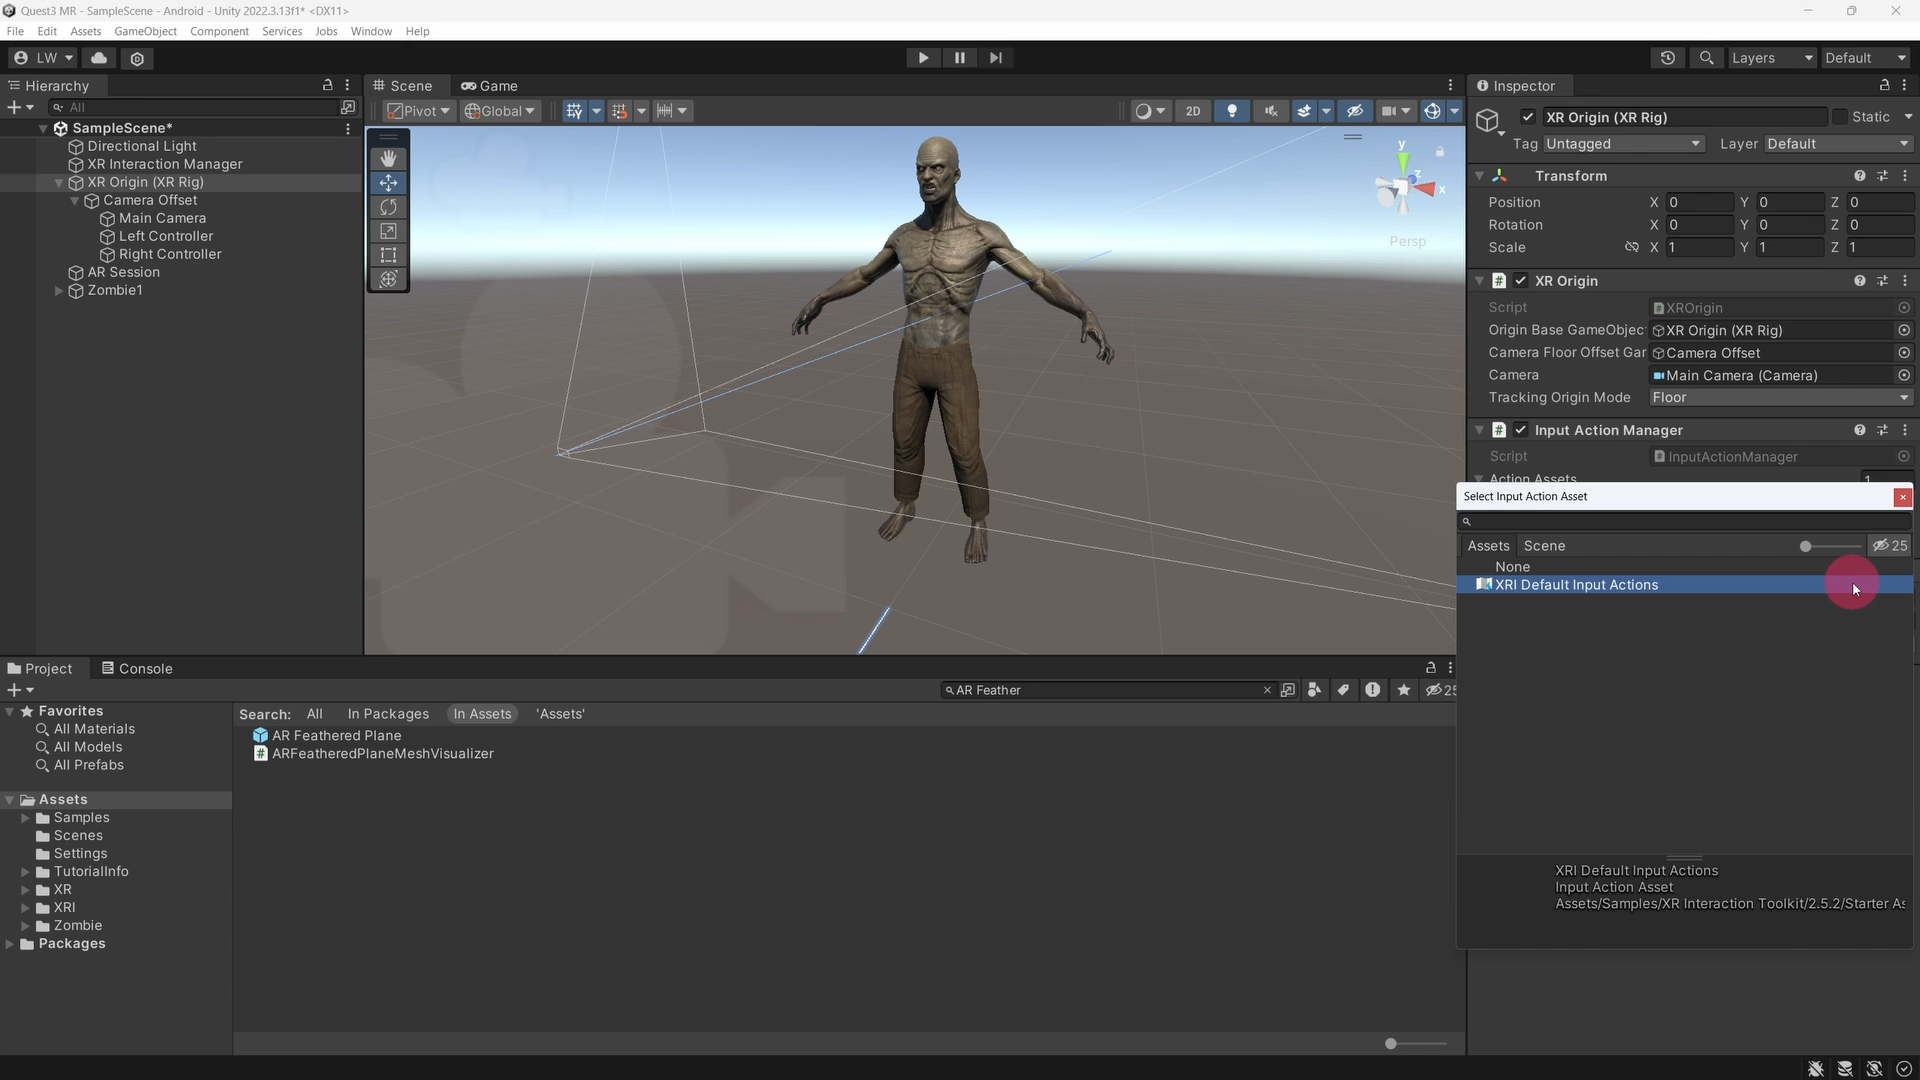 Quest3 MR - SampleScene - Android - Unity 2022.3.13f1* <DX11>
File Edit Assets GameObject Component Services Jobs Window Help
LW Layers Default
Hierarchy
All
SampleScene*
Directional Light
XR Interaction Manager
XR Origin (XR Rig)
Camera Offset
Main Camera
Left Controller
Right Controller
AR Session
Zombie1
Scene Game
Pivot Global 2D
y
z
x
Persp
Inspector
XR Origin (XR Rig) Static
Tag Untagged Layer Default
Transform
Position X 0 Y 0 Z 0
Rotation X 0 Y 0 Z 0
Scale X 1 Y 1 Z 1
XR Origin
Script XROrigin
Origin Base GameObjec XR Origin (XR Rig)
Camera Floor Offset Gar Camera Offset
Camera Main Camera (Camera)
Tracking Origin Mode Floor
Input Action Manager
Script InputActionManager
Action Assets 1
Select Input Action Asset
Assets Scene 25
None
XRI Default Input Actions
XRI Default Input Actions
Input Action Asset
Assets/Samples/XR Interaction Toolkit/2.5.2/Starter As
Project Console
AR Feather 25
Favorites
All Materials
All Models
All Prefabs
Assets
Samples
Scenes
Settings
TutorialInfo
XR
XRI
Zombie
Packages
Search: All In Packages In Assets 'Assets'
AR Feathered Plane
ARFeatheredPlaneMeshVisualizer